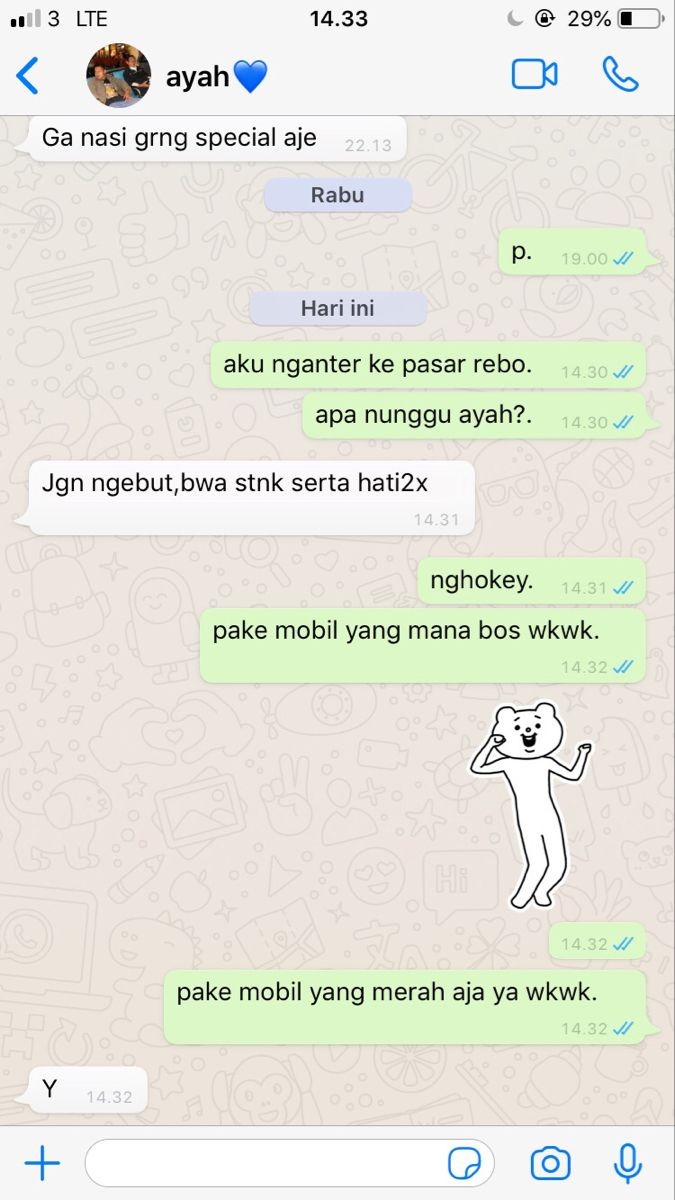 3 LTE 14.33 29%
ayah💙
Ga nasi grng special aje 22.13
Rabu
p. 19.00
Hari ini
aku nganter ke pasar rebo. 14.30
apa nunggu ayah?. 14.30
Jgn ngebut,bwa stnk serta hati2x
14.31
nghokey. 14.31
pake mobil yang mana bos wkwk.
14.32
Hi
14.32
pake mobil yang merah aja ya wkwk.
14.32
Y 14.32